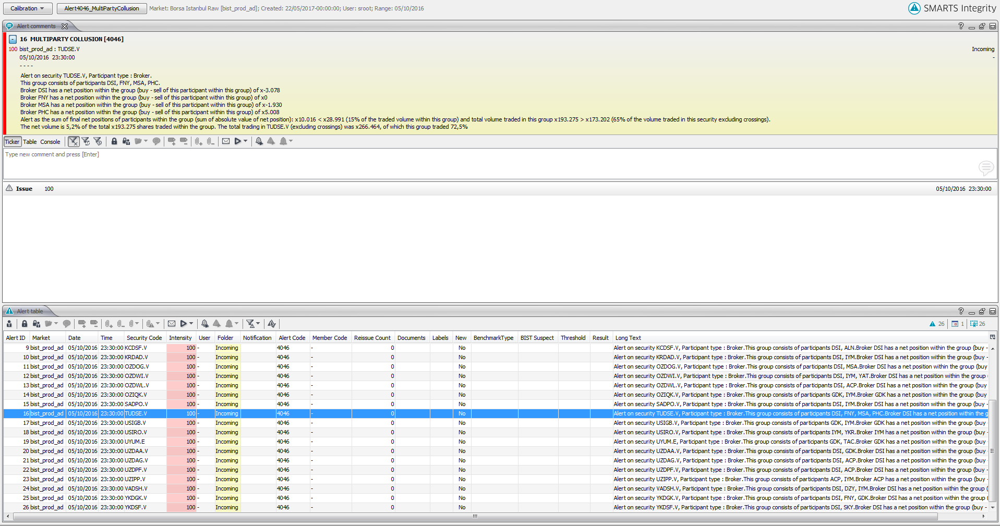 Calibration Alert4046_MultiPartyCollusion Market: Borsa Istanbul Raw [bist_prod_ad]; Created: 22/05/2017-00:00:00; User: sroot; Range: 05/10/2016 SMARTS Integrity
Alert comments
16 MULTIPARTY COLLUSION [4046]
100 bist_prod_ad : TUDSE.V Incoming
05/10/2016 23:30:00 -
- - - -
Alert on security TUDSE.V, Participant type : Broker.
This group consists of participants DSI, FNY, MSA, PHC.
Broker DSI has a net position within the group (buy - sell of this participant within this group) of x-3.078
Broker FNY has a net position within the group (buy - sell of this participant within this group) of x0
Broker MSA has a net position within the group (buy - sell of this participant within this group) of x-1.930
Broker PHC has a net position within the group (buy - sell of this participant within this group) of x5.008
Alert as the sum of final net positions of participants within the group (sum of absolute value of net position): x10.016 < x28.991 (15% of the traded volume within this group) and total volume traded in this group x193.275 > x173.202 (65% of the volume traded in this security excluding crossings).
The net volume is 5,2% of the total x193.275 shares traded within the group. The total trading in TUDSE.V (excluding crossings) was x266.464, of which this group traded 72,5%
Ticker Table Console
Type new comment and press [Enter]
Issue 100 05/10/2016 23:30:00
Alert table
26 1 26
Alert ID Market Date Time Security Code Intensity User Folder Notification Alert Code Member Code Reissue Count Documents Labels New BenchmarkType BIST Suspect Threshold Result Long Text
9 bist_prod_ad 05/10/2016 23:30:00 KCDSF.V 100 - Incoming 4046 - 0 No Alert on security KCDSF.V, Participant type : Broker.This group consists of participants DSI, ALN.Broker DSI has a net position within the group (buy -
10 bist_prod_ad 05/10/2016 23:30:00 KRDAD.V 100 - Incoming 4046 - 0 No Alert on security KRDAD.V, Participant type : Broker.This group consists of participants DSI, IYM.Broker DSI has a net position within the group (buy -
11 bist_prod_ad 05/10/2016 23:30:00 OZDOG.V 100 - Incoming 4046 - 0 No Alert on security OZDOG.V, Participant type : Broker.This group consists of participants DSI, MSA.Broker DSI has a net position within the group (buy
12 bist_prod_ad 05/10/2016 23:30:00 OZDWI.V 100 - Incoming 4046 - 0 No Alert on security OZDWI.V, Participant type : Broker.This group consists of participants DSI, IYM, YAT.Broker DSI has a net position within the group
13 bist_prod_ad 05/10/2016 23:30:00 OZDWL.V 100 - Incoming 4046 - 0 No Alert on security OZDWL.V, Participant type : Broker.This group consists of participants DSI, ACP.Broker DSI has a net position within the group (buy
14 bist_prod_ad 05/10/2016 23:30:00 OZIQK.V 100 - Incoming 4046 - 0 No Alert on security OZIQK.V, Participant type : Broker.This group consists of participants GDK, IYM.Broker GDK has a net position within the group (buy
15 bist_prod_ad 05/10/2016 23:30:00 SADPO.V 100 - Incoming 4046 - 0 No Alert on security SADPO.V, Participant type : Broker.This group consists of participants DSI, IYM.Broker DSI has a net position within the group (buy -
16 bist_prod_ad 05/10/2016 23:30:00 TUDSE.V 100 - Incoming 4046 - 0 No Alert on security TUDSE.V, Participant type : Broker.This group consists of participants DSI, FNY, MSA, PHC.Broker DSI has a net position within the g
17 bist_prod_ad 05/10/2016 23:30:00 USIGB.V 100 - Incoming 4046 - 0 No Alert on security USIGB.V, Participant type : Broker.This group consists of participants GDK, IYM.Broker GDK has a net position within the group (buy -
18 bist_prod_ad 05/10/2016 23:30:00 USIRO.V 100 - Incoming 4046 - 0 No Alert on security USIRO.V, Participant type : Broker.This group consists of participants IYM, YKR.Broker IYM has a net position within the group (buy -
19 bist_prod_ad 05/10/2016 23:30:00 UYUM.E 100 - Incoming 4046 - 0 No Alert on security UYUM.E, Participant type : Broker.This group consists of participants GDK, TAC.Broker GDK has a net position within the group (buy -
20 bist_prod_ad 05/10/2016 23:30:00 UZDAA.V 100 - Incoming 4046 - 0 No Alert on security UZDAA.V, Participant type : Broker.This group consists of participants DSI, GDK.Broker DSI has a net position within the group (buy -
21 bist_prod_ad 05/10/2016 23:30:00 UZDAG.V 100 - Incoming 4046 - 0 No Alert on security UZDAG.V, Participant type : Broker.This group consists of participants DSI, ACP.Broker DSI has a net position within the group (buy
22 bist_prod_ad 05/10/2016 23:30:00 UZDPF.V 100 - Incoming 4046 - 0 No Alert on security UZDPF.V, Participant type : Broker.This group consists of participants DSI, ACP.Broker DSI has a net position within the group (buy -
23 bist_prod_ad 05/10/2016 23:30:00 UZIPP.V 100 - Incoming 4046 - 0 No Alert on security UZIPP.V, Participant type : Broker.This group consists of participants ACP, IYM.Broker ACP has a net position within the group (buy -
24 bist_prod_ad 05/10/2016 23:30:00 VADSH.V 100 - Incoming 4046 - 0 No Alert on security VADSH.V, Participant type : Broker.This group consists of participants DSI, DZY, IYM.Broker DSI has a net position within the group (
25 bist_prod_ad 05/10/2016 23:30:00 YKDGK.V 100 - Incoming 4046 - 0 No Alert on security YKDGK.V, Participant type : Broker.This group consists of participants DSI, FNY, GDK.Broker DSI has a net position within the group (
26 bist_prod_ad 05/10/2016 23:30:00 YKDSF.V 100 - Incoming 4046 - 0 No Alert on security YKDSF.V, Participant type : Broker.This group consists of participants DSI, SKY.Broker DSI has a net position within the group (buy -